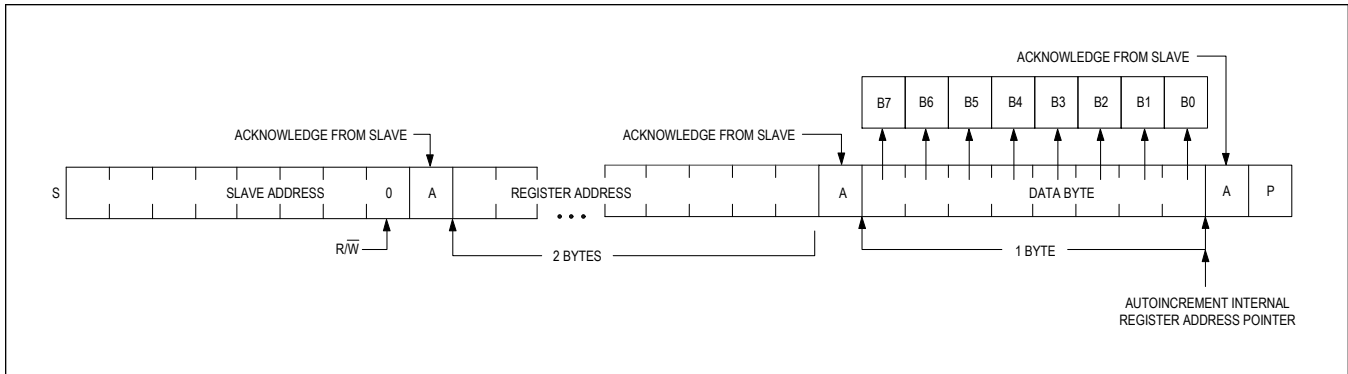 ACKNOWLEDGE FROM SLAVE
B7 B6 B5 B4 B3 B2 B1 B0
ACKNOWLEDGE FROM SLAVE ACKNOWLEDGE FROM SLAVE
S SLAVE ADDRESS 0 A REGISTER ADDRESS A DATA BYTE A P
•••
R/W̅
2 BYTES 1 BYTE
AUTOINCREMENT INTERNAL
REGISTER ADDRESS POINTER